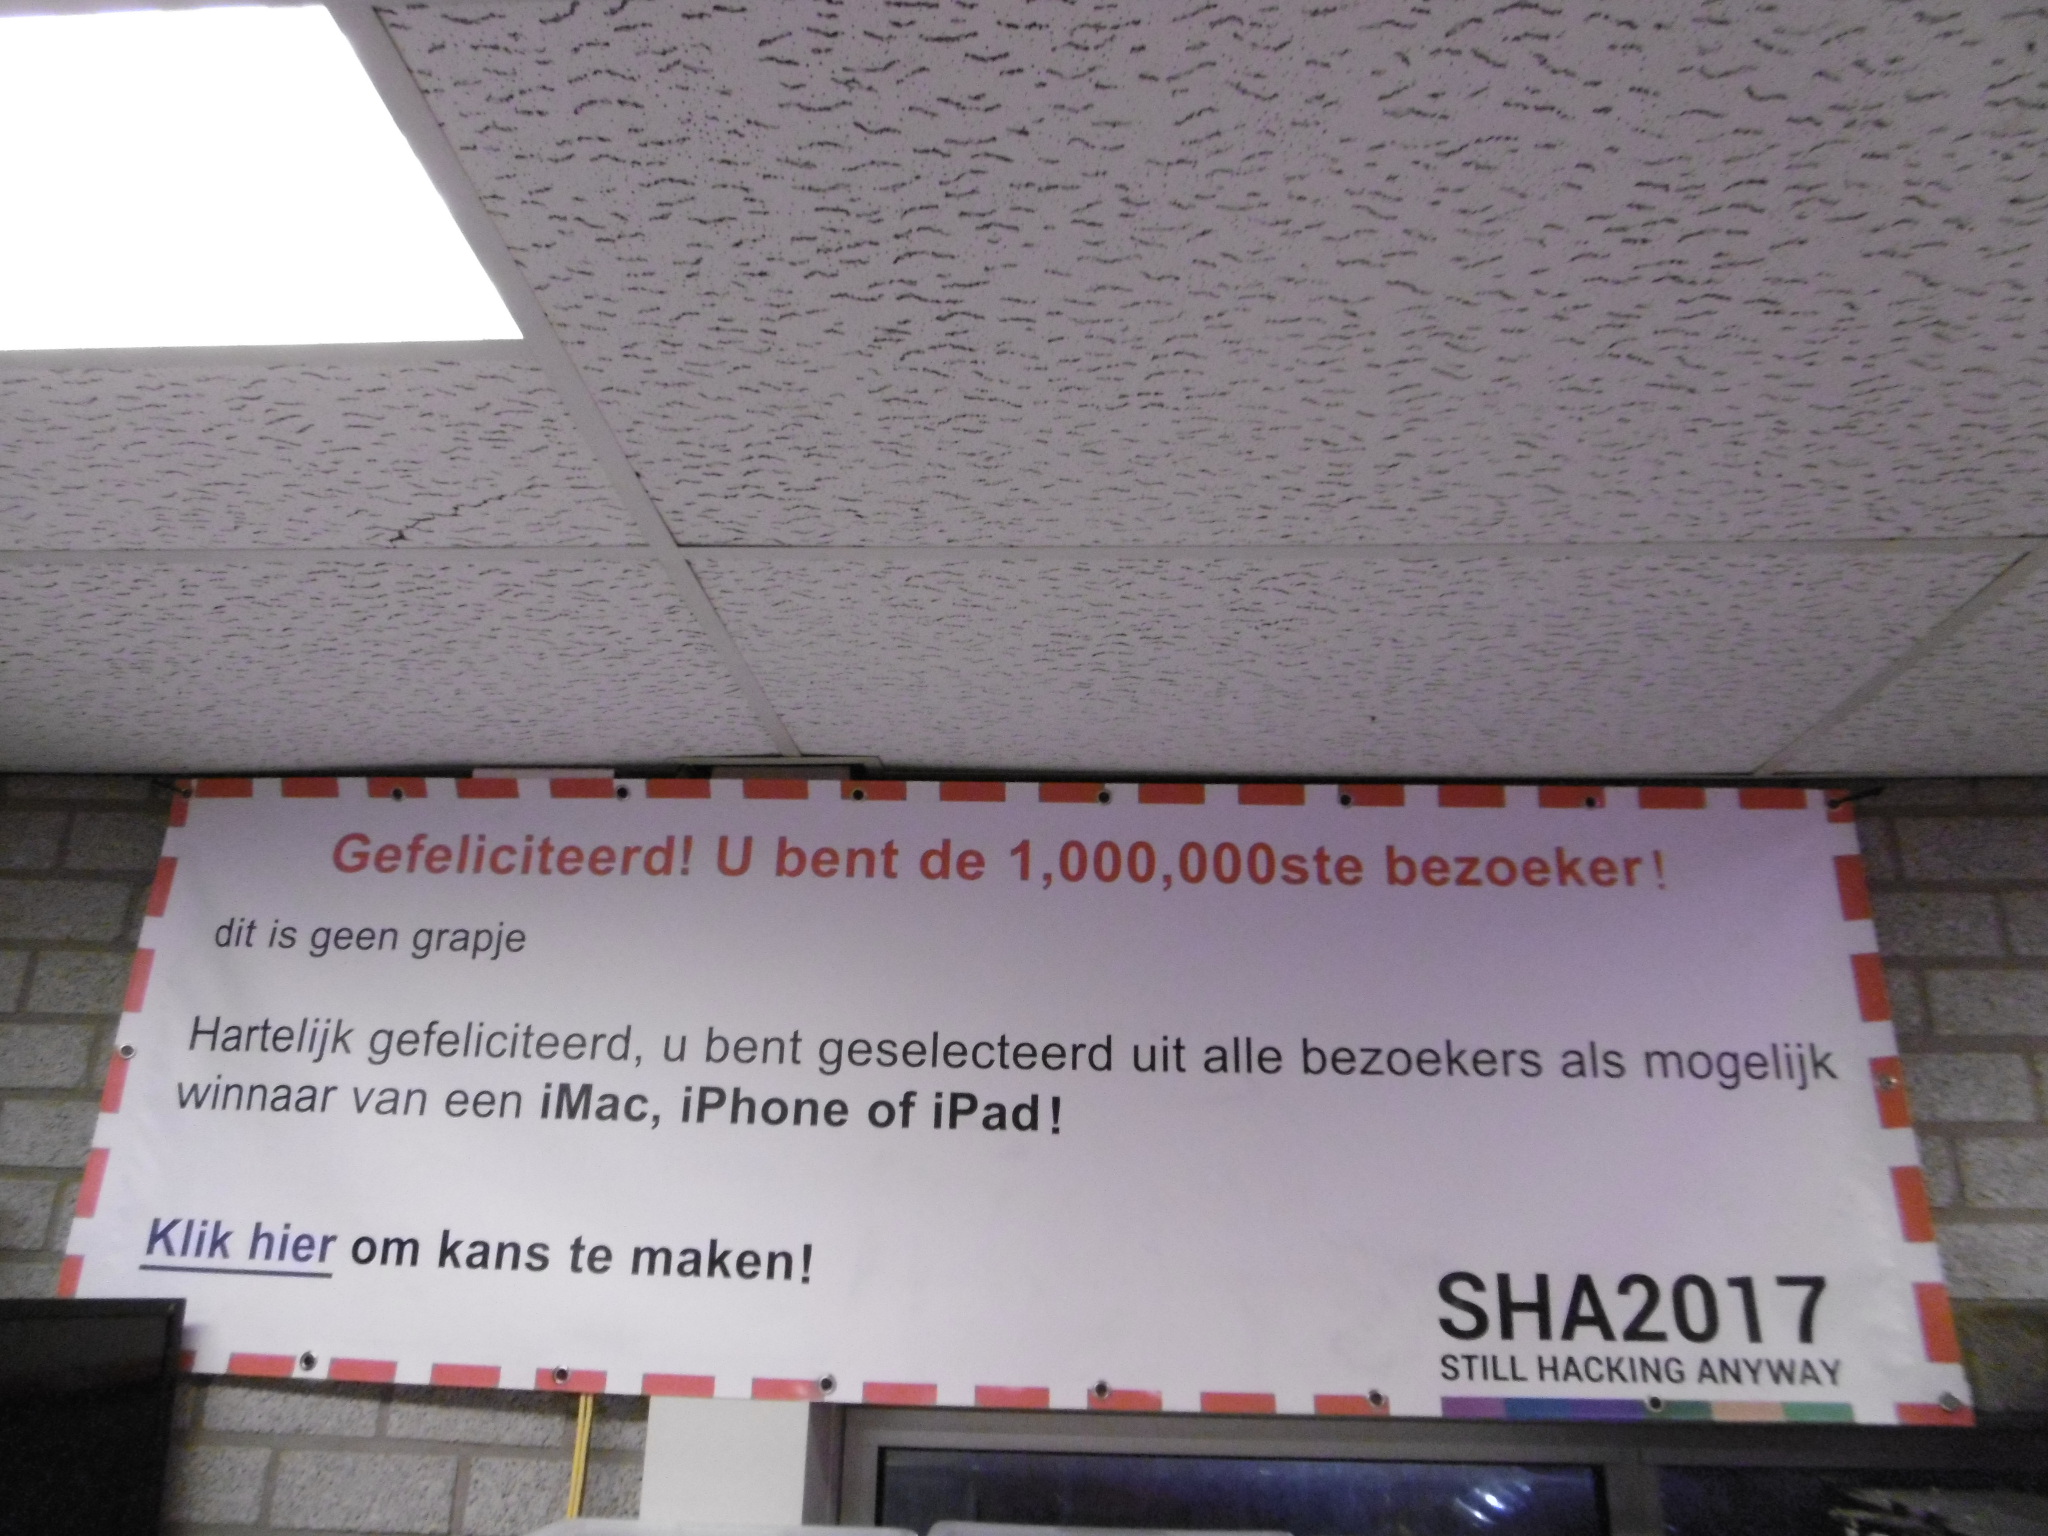 Gefeliciteerd! U bent de 1,000,000ste bezoeker!
dit is geen grapje
Hartelijk gefeliciteerd, u bent geselecteerd uit alle bezoekers als mogelijk
winnaar van een iMac, iPhone of iPad!
Klik hier om kans te maken!
SHA2017
STILL HACKING ANYWAY